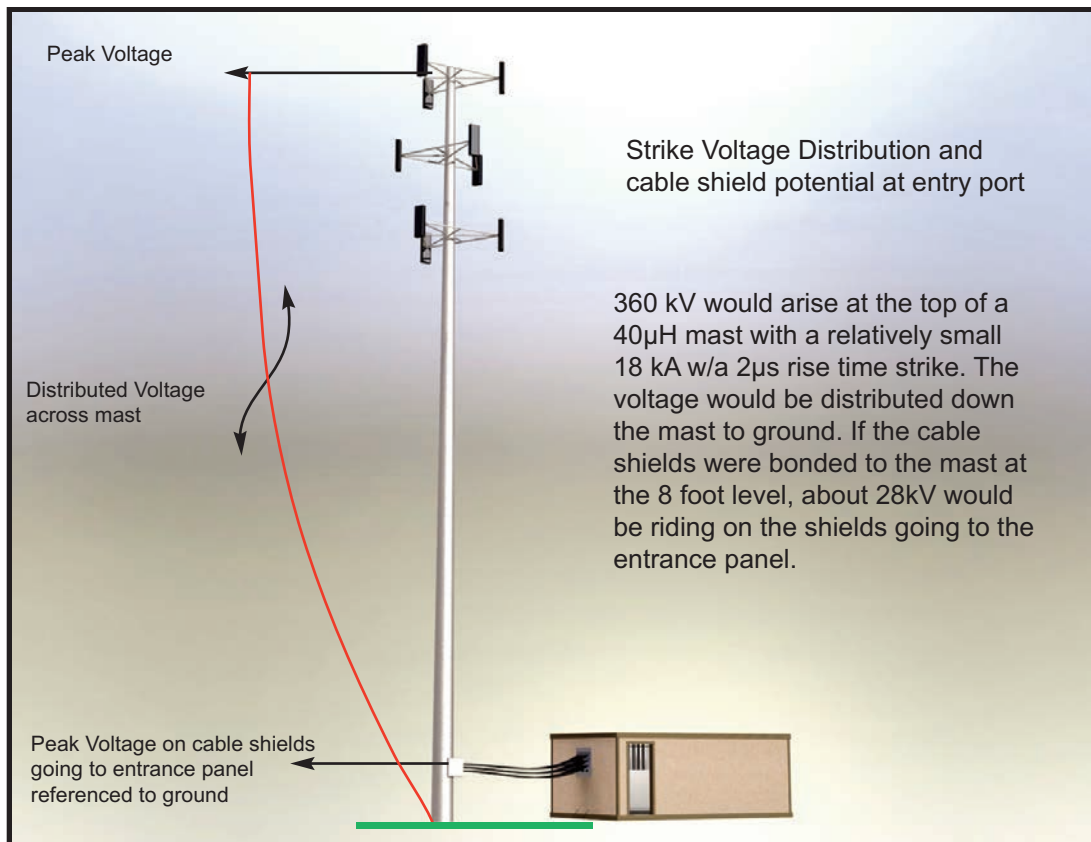 Peak Voltage
Strike Voltage Distribution and
cable shield potential at entry port
360 kV would arise at the top of a
40µH mast with a relatively small
18 kA w/a 2µs rise time strike. The
voltage would be distributed down
the mast to ground. If the cable
shields were bonded to the mast at
the 8 foot level, about 28kV would
be riding on the shields going to the
entrance panel.
Distributed Voltage
across mast
Peak Voltage on cable shields
going to entrance panel
referenced to ground